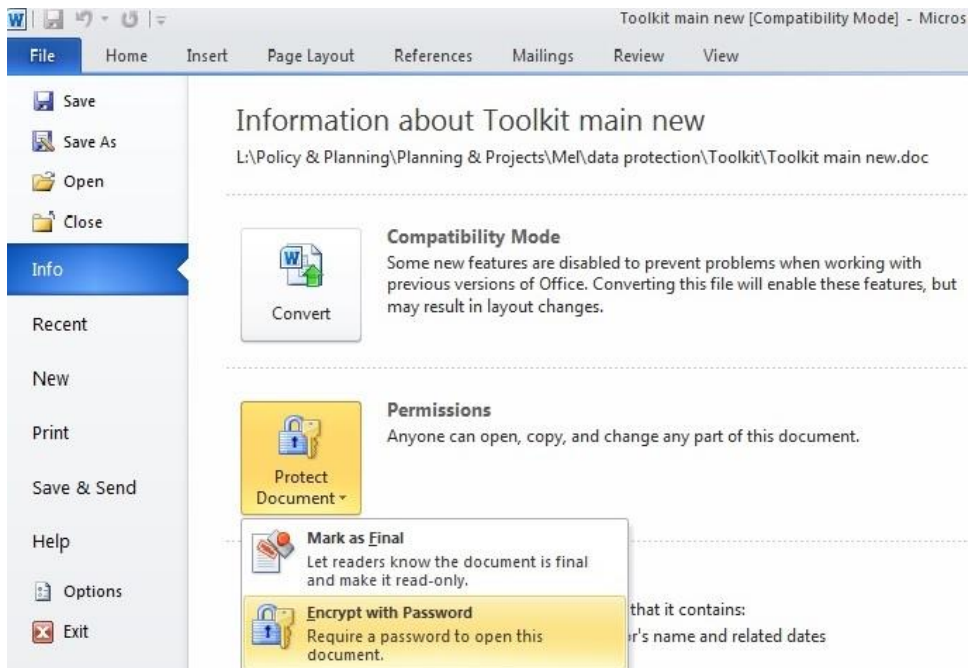 Toolkit main new [Compatibility Mode] - Micros
File Home Insert Page Layout References Mailings Review View
Save
Save As
Open
Close
Info
Recent
New
Print
Save & Send
Help
Options
Exit
Information about Toolkit main new
L:\Policy & Planning\Planning & Projects\Mel\data protection\Toolkit\Toolkit main new.doc
Convert
Compatibility Mode
Some new features are disabled to prevent problems when working with
previous versions of Office. Converting this file will enable these features, but
may result in layout changes.
Protect
Document
Permissions
Anyone can open, copy, and change any part of this document.
Mark as Final
Let readers know the document is final
and make it read-only.
Encrypt with Password
Require a password to open this
document.
that it contains:
r's name and related dates